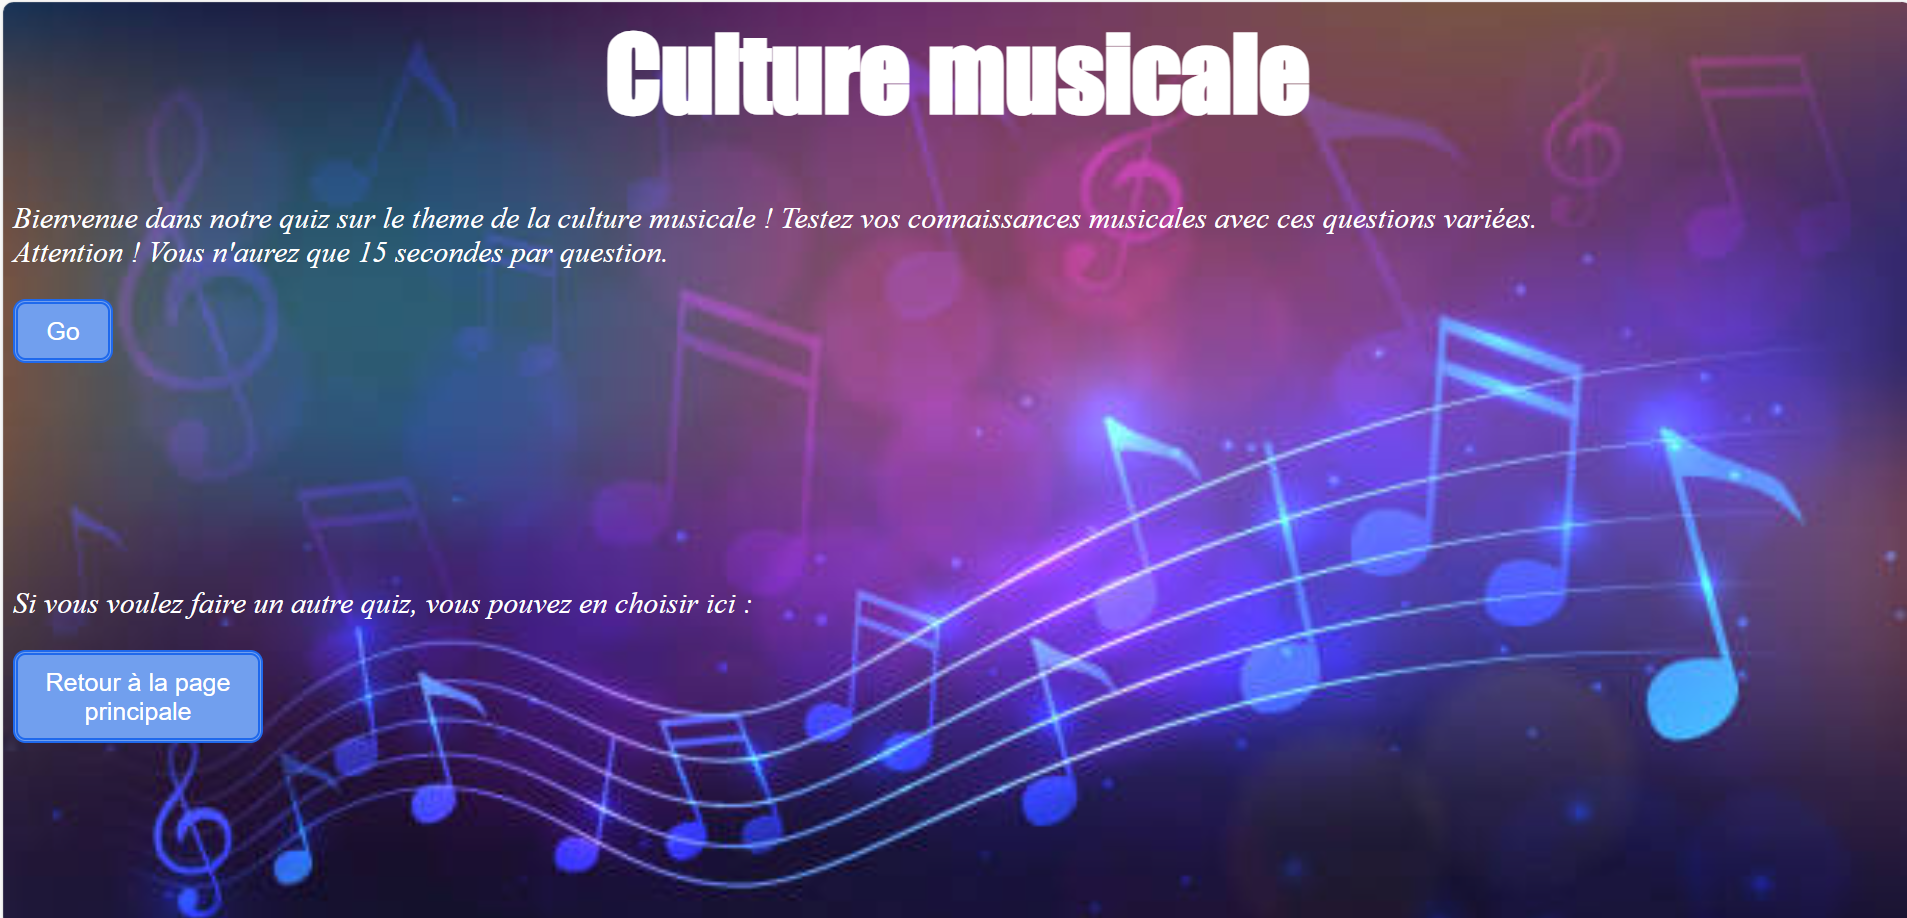 Culture musicale
Bienvenue dans notre quiz sur le theme de la culture musicale ! Testez vos connaissances musicales avec ces questions variées.
Attention ! Vous n'aurez que 15 secondes par question.
Go
Si vous voulez faire un autre quiz, vous pouvez en choisir ici :
Retour à la page
principale